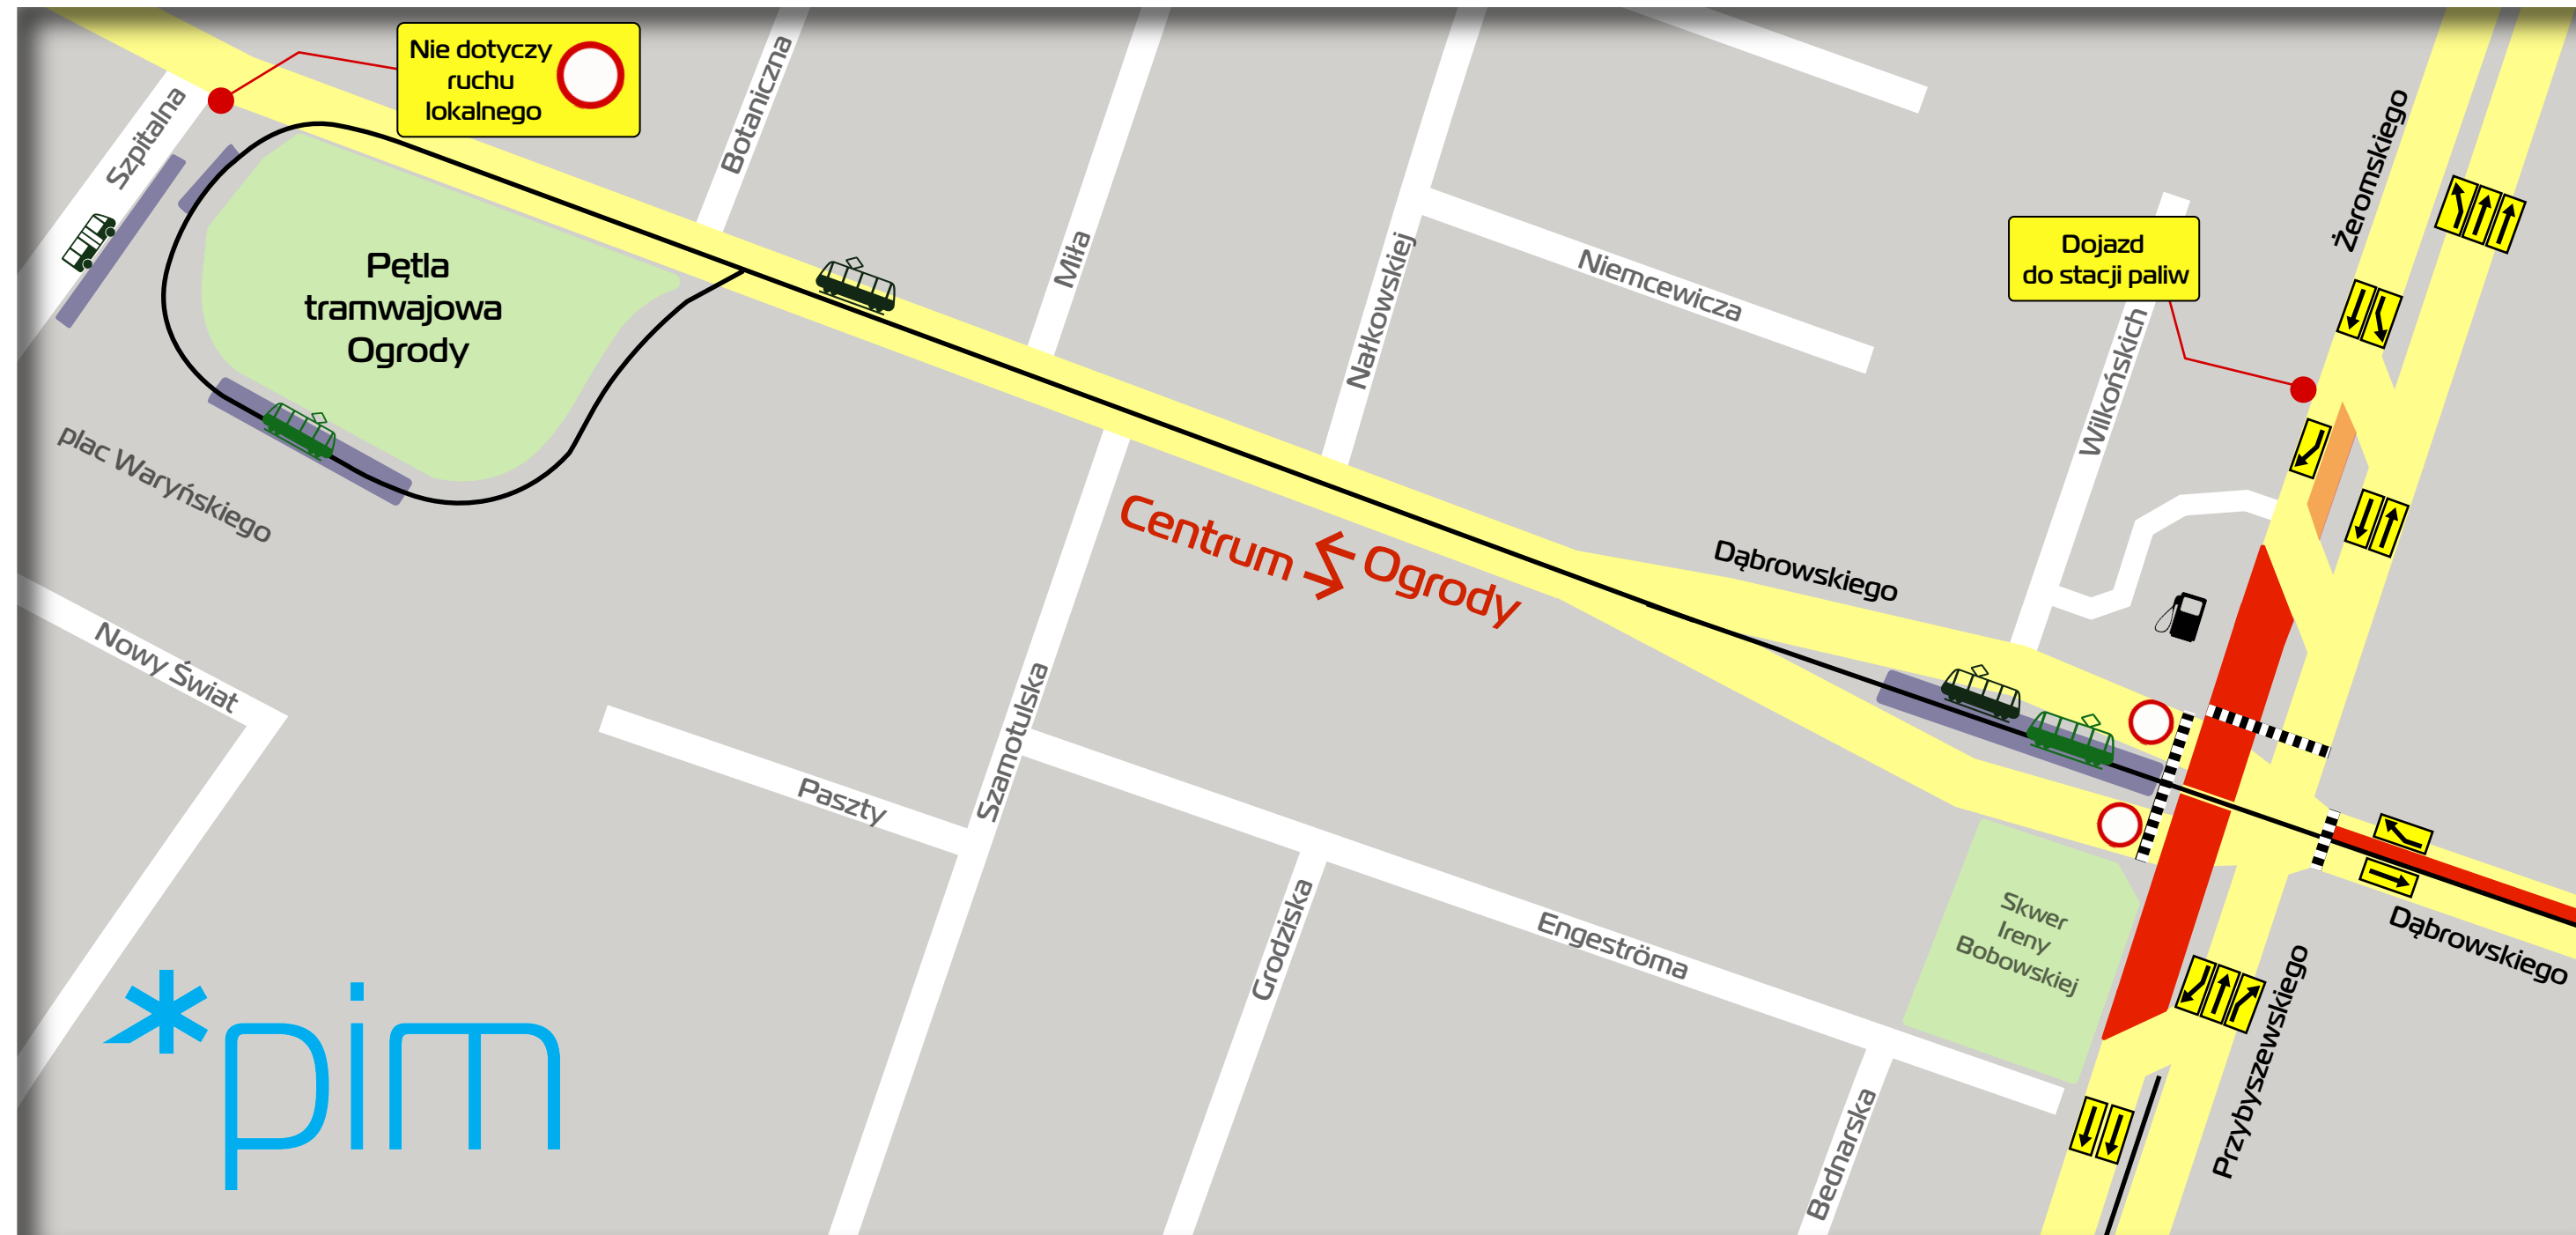 Nie dotyczy
ruchu
lokalnego
Szpitalna
Botaniczna
Miła
Nałkowskiej
Niemcewicza
Żeromskiego
Dojazd
do stacji paliw
Wilkońskich
Pętla
tramwajowa
Ogrody
plac Waryńskiego
Centrum
Ogrody
Dąbrowskiego
Nowy Świat
Paszty
Szamotulska
Grodziska
Engeströma
Skwer
Ireny
Bobowskiej
Dąbrowskiego
Przybyszewskiego
Bednarska
*pim